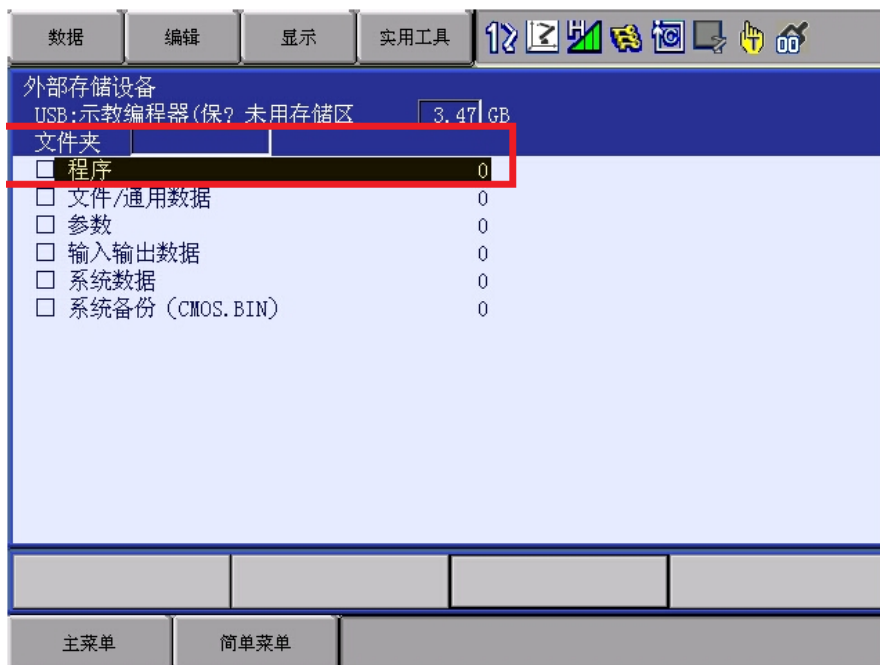 数据 编辑 显示 实用工具
外部存储设备
USB:示教编程器(保? 未用存储区 3.47 GB
文件夹
程序 0
文件/通用数据 0
参数 0
输入输出数据 0
系统数据 0
系统备份 (CMOS.BIN) 0
主菜单 简单菜单